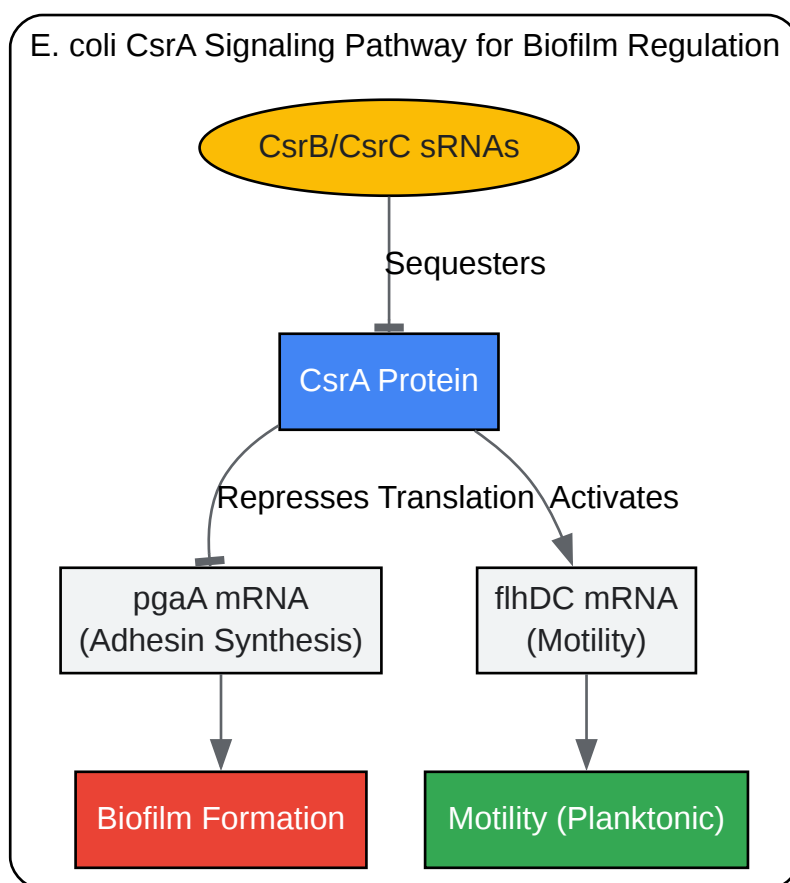 E. coli CsrA Signaling Pathway for Biofilm Regulation
CsrB/CsrC sRNAs
Sequesters
CsrA Protein
Represses Translation
Activates
pgaA mRNA
(Adhesin Synthesis)
flhDC mRNA
(Motility)
Biofilm Formation
Motility (Planktonic)